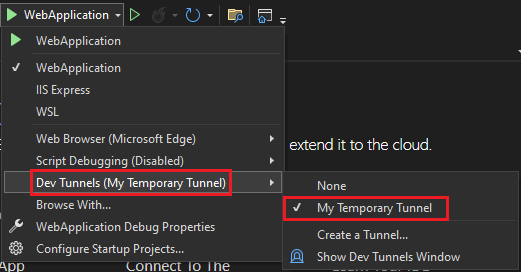 WebApplication
WebApplication
WebApplication
IIS Express
WSL
Web Browser (Microsoft Edge)
Script Debugging (Disabled)
extend it to the cloud.
Dev Tunnels (My Temporary Tunnel)
None
Browse With...
My Temporary Tunnel
WebApplication Debug Properties
Create a Tunnel...
Configure Startup Projects...
Show Dev Tunnels Window
App
Connect To The